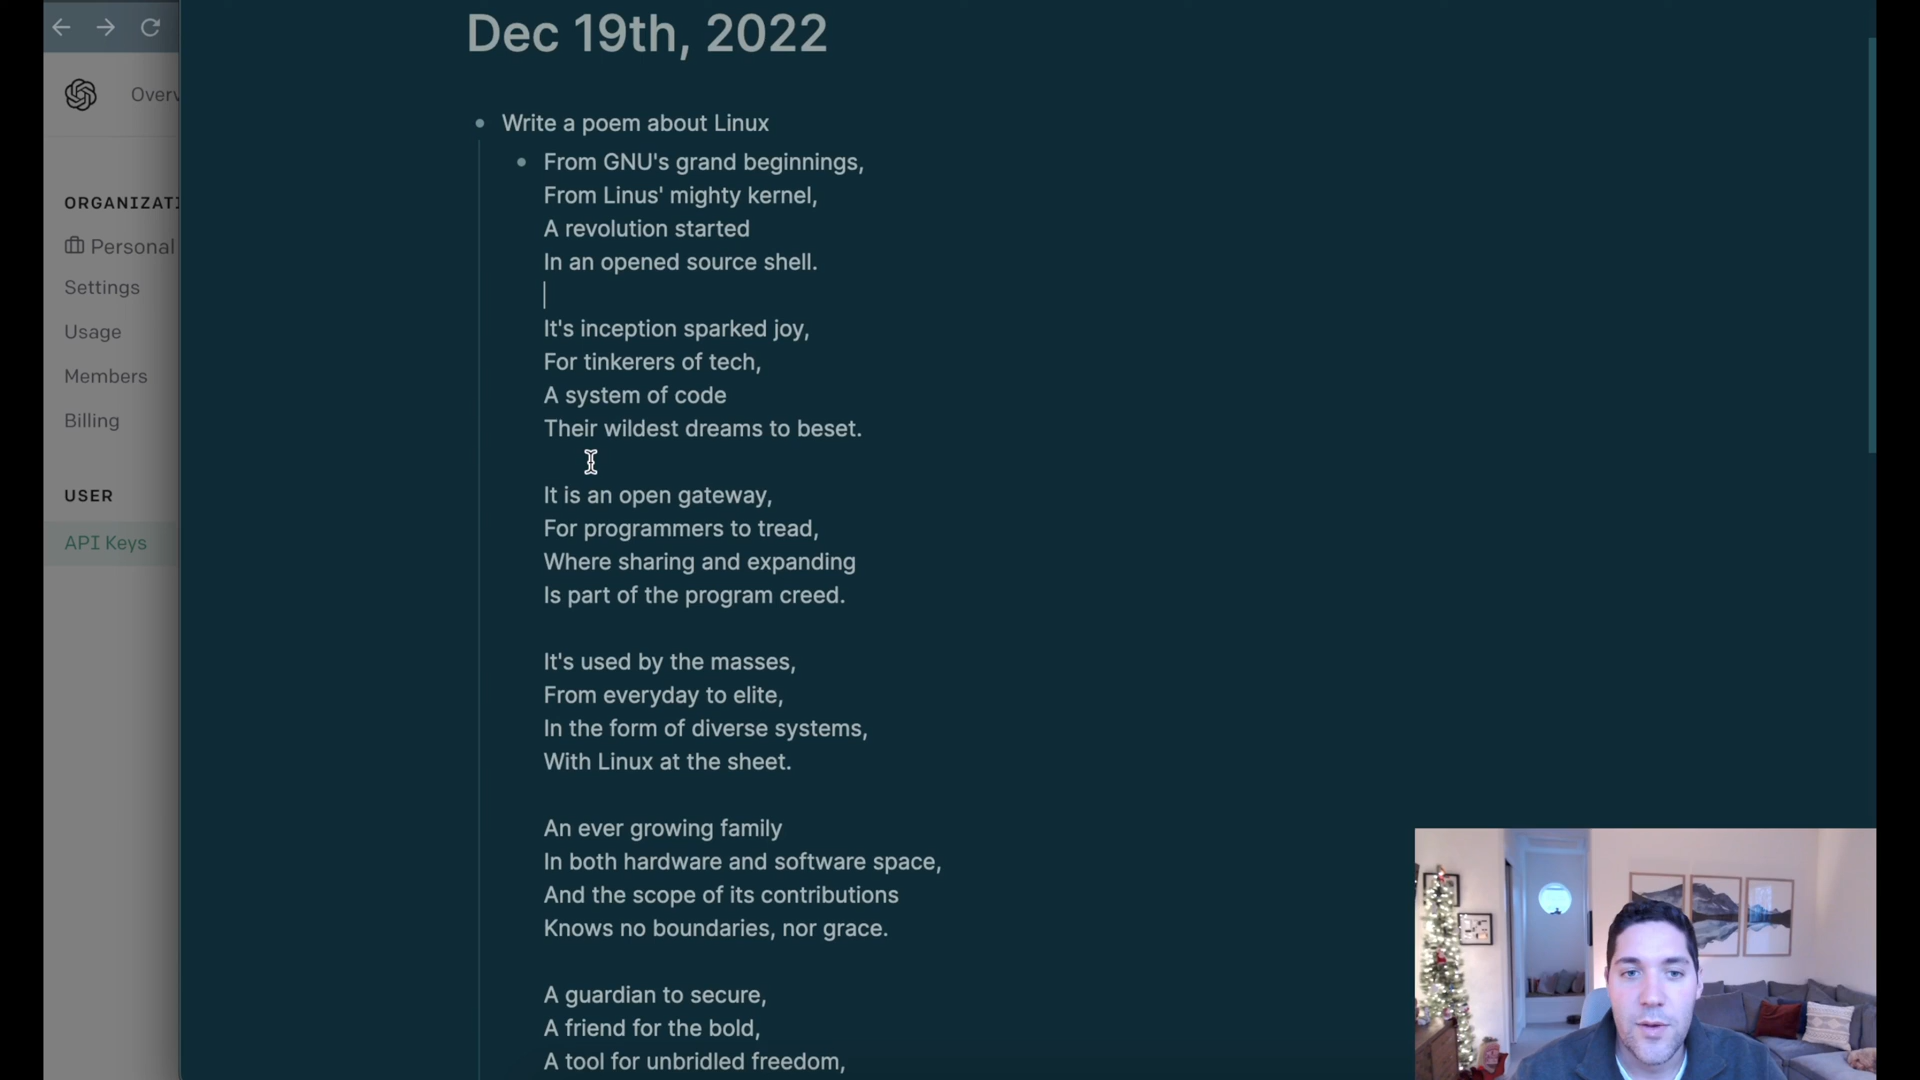 Dec 19th, 2022
Overv
ORGANIZATI
Personal
Settings
Usage
Members
Billing
USER
API Keys
Write a poem about Linux
From GNU's grand beginnings,
From Linus' mighty kernel,
A revolution started
In an opened source shell.
It's inception sparked joy,
For tinkerers of tech,
A system of code
Their wildest dreams to beset.
It is an open gateway,
For programmers to tread,
Where sharing and expanding
Is part of the program creed.
It's used by the masses,
From everyday to elite,
In the form of diverse systems,
With Linux at the sheet.
An ever growing family
In both hardware and software space,
And the scope of its contributions
Knows no boundaries, nor grace.
A guardian to secure,
A friend for the bold,
A tool for unbridled freedom,